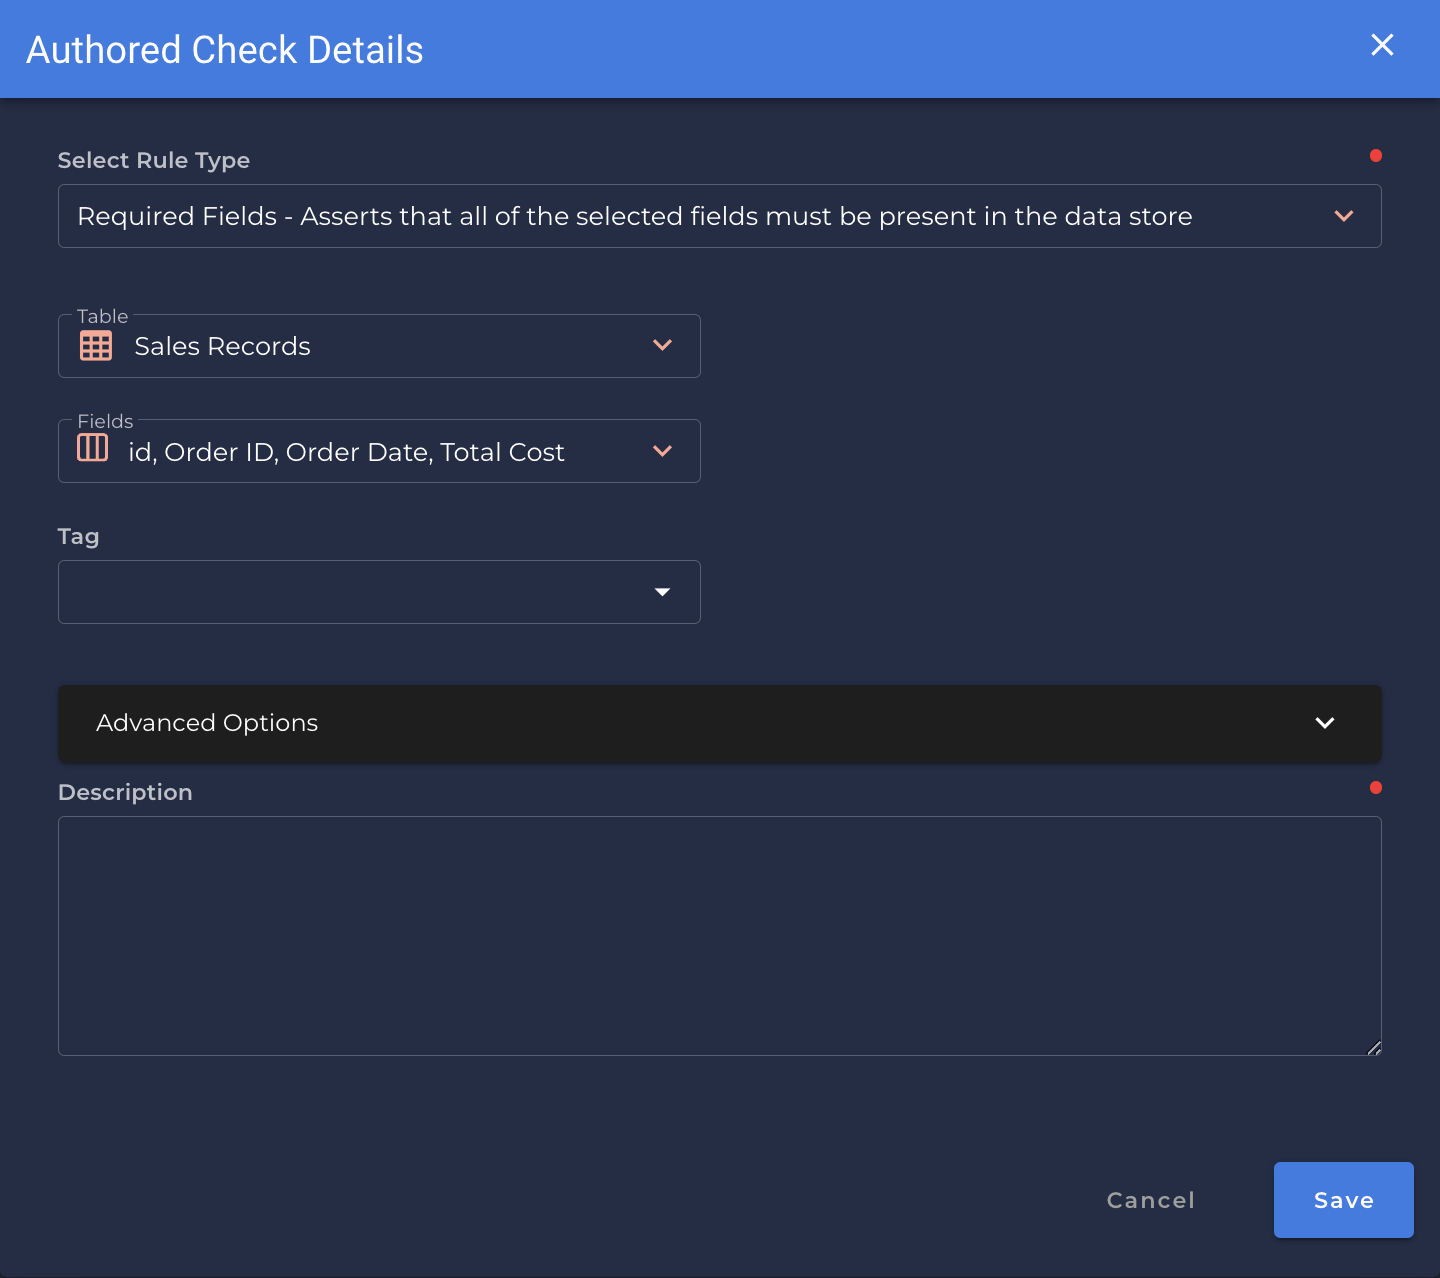 Authored Check Details
Select Rule Type
Required Fields - Asserts that all of the selected fields must be present in the data store
Table
Sales Records
Fields
id, Order ID, Order Date, Total Cost
Tag
Advanced Options
Description
Cancel
Save